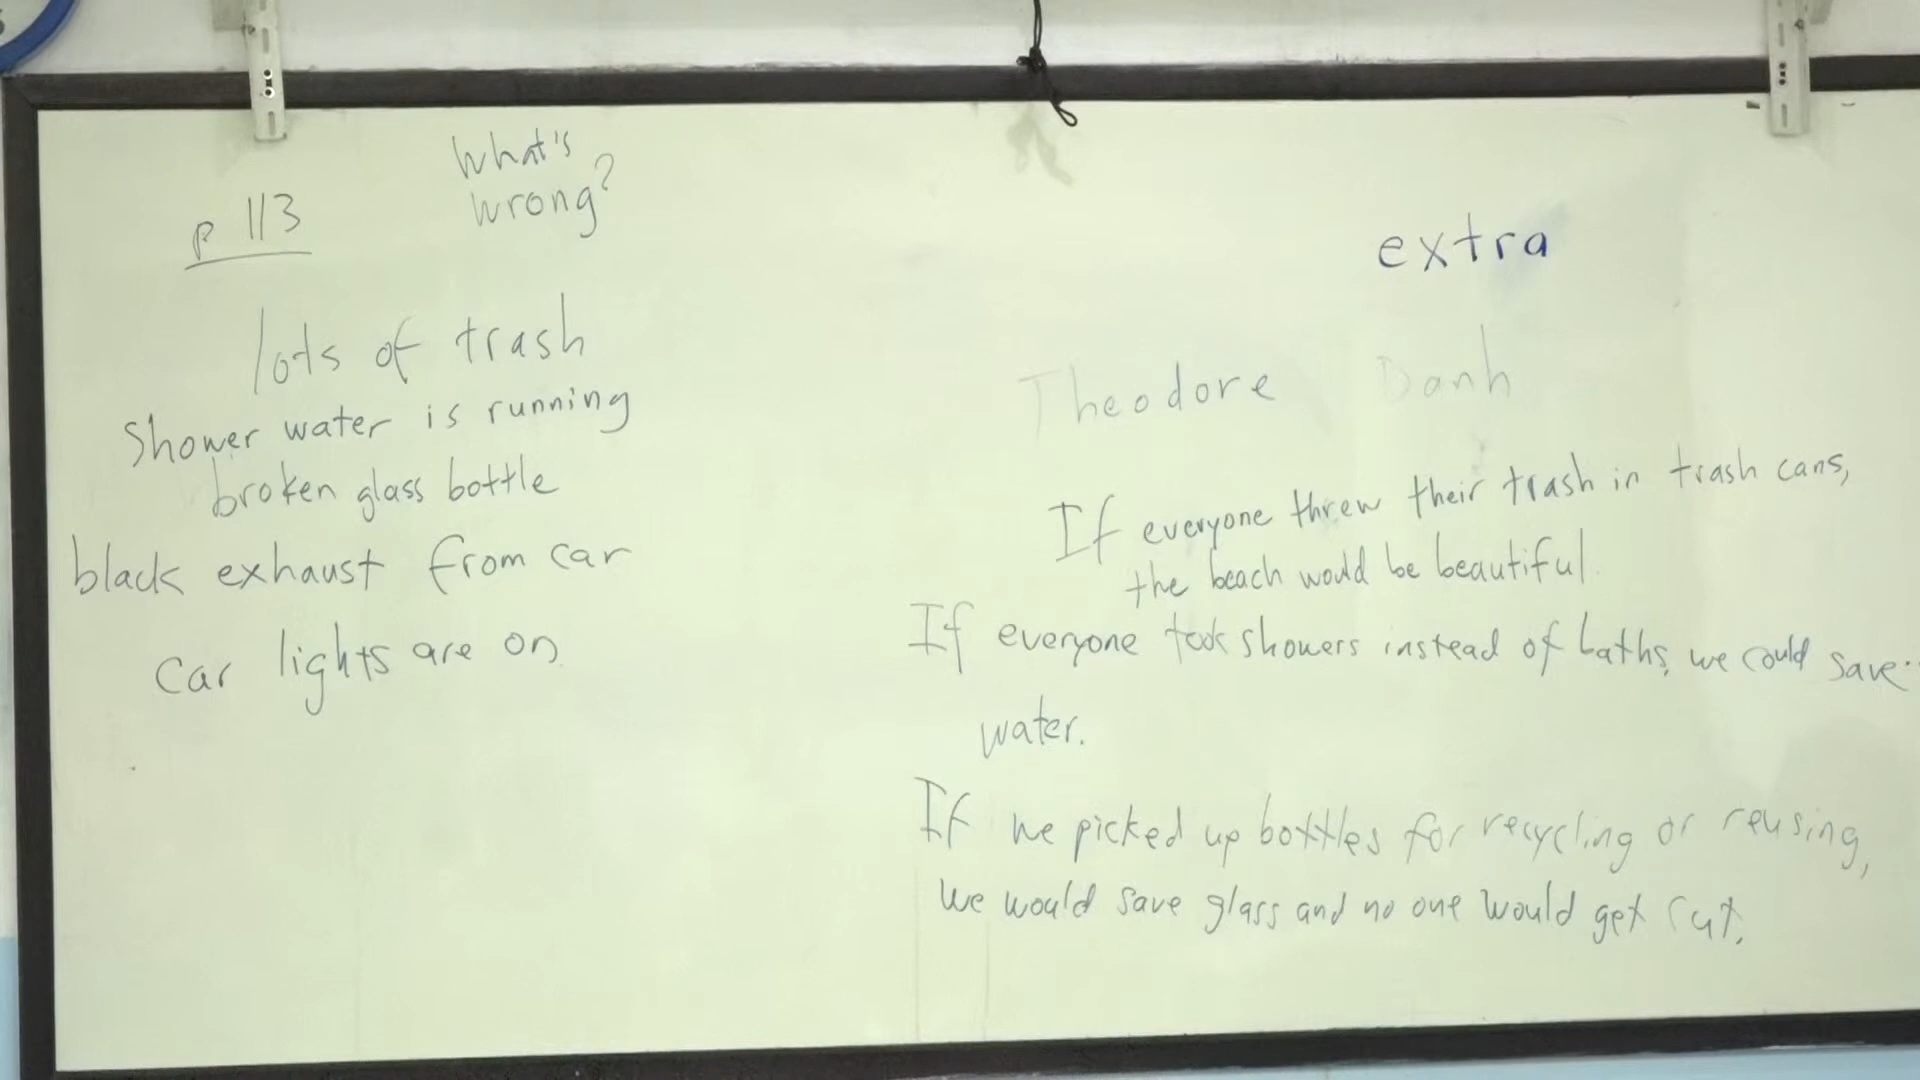 p 113
What's
wrong?
lots of trash
Shower water is running
broken glass bottle
black exhaust from car
Car lights are on
extra
Theodore Danh
If everyone threw their trash in trash cans,
the beach would be beautiful.
If everyone took showers instead of baths, we could save
water.
If we picked up bottles for recycling or reusing,
we would save glass and no one would get cut.